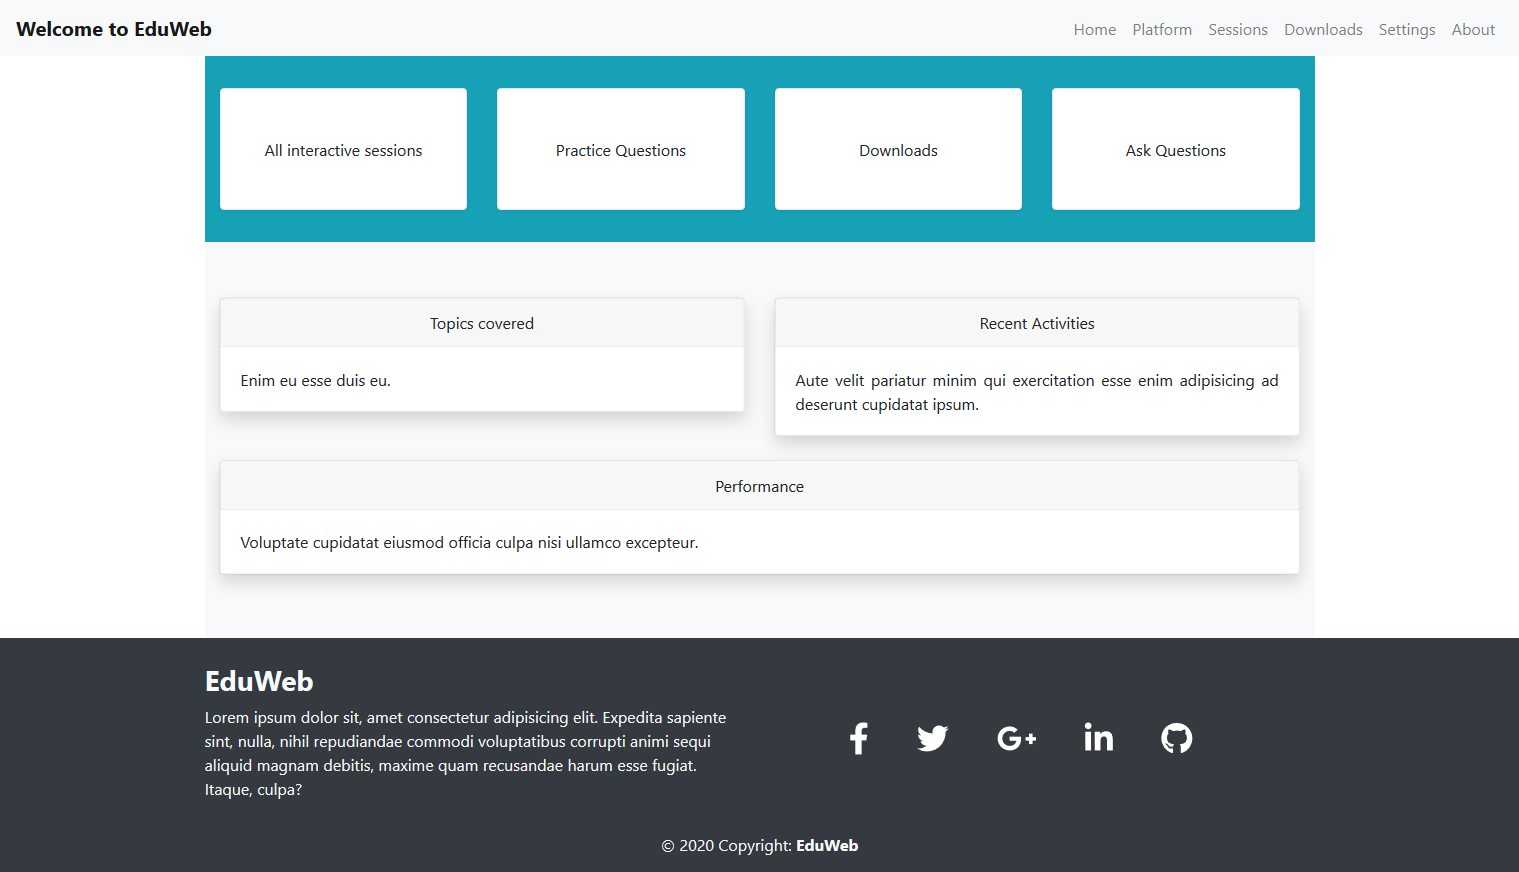 Welcome to EduWeb
Home Platform Sessions Downloads Settings About
All interactive sessions
Practice Questions
Downloads
Ask Questions
Topics covered
Enim eu esse duis eu.
Recent Activities
Aute velit pariatur minim qui exercitation esse enim adipisicing ad
deserunt cupidatat ipsum.
Performance
Voluptate cupidatat eiusmod officia culpa nisi ullamco excepteur.
EduWeb
Lorem ipsum dolor sit, amet consectetur adipisicing elit. Expedita sapiente
sint, nulla, nihil repudiandae commodi voluptatibus corrupti animi sequi
aliquid magnam debitis, maxime quam recusandae harum esse fugiat.
Itaque, culpa?
© 2020 Copyright: EduWeb